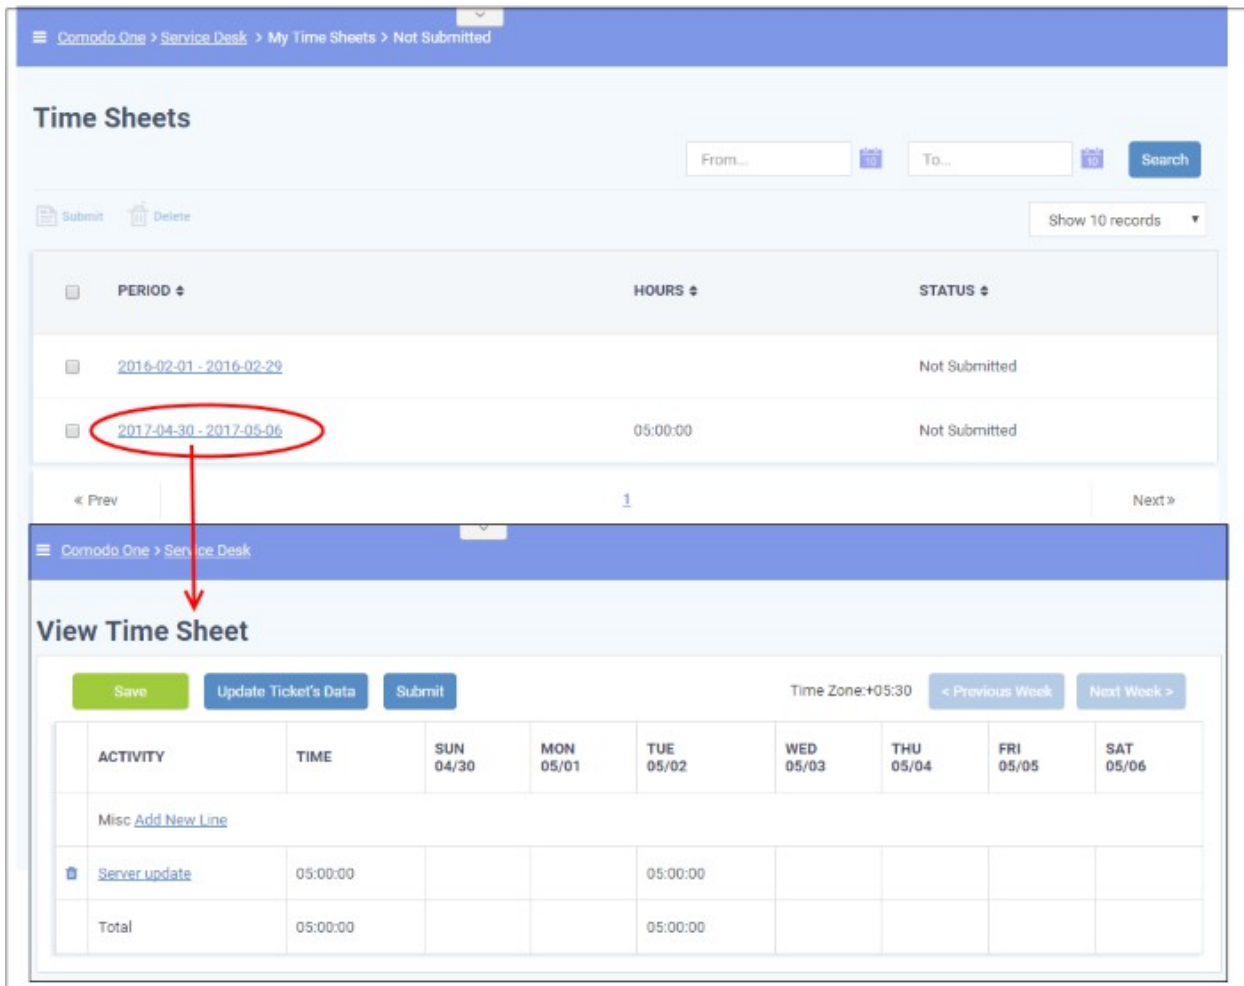 Comodo One > Service Desk > My Time Sheets > Not Submitted
Time Sheets
From... 10 To... 10 Search
Submit Delete Show 10 records
PERIOD HOURS STATUS
2016-02-01 - 2016-02-29 Not Submitted
2017-04-30 - 2017-05-06 05:00:00 Not Submitted
« Prev 1 Next »
Comodo One > Service Desk
View Time Sheet
Save Update Ticket's Data Submit Time Zone:+05:30 < Previous Week Next Week >
ACTIVITY TIME SUN 04/30 MON 05/01 TUE 05/02 WED 05/03 THU 05/04 FRI 05/05 SAT 05/06
Misc Add New Line
Server update 05:00:00 05:00:00
Total 05:00:00 05:00:00